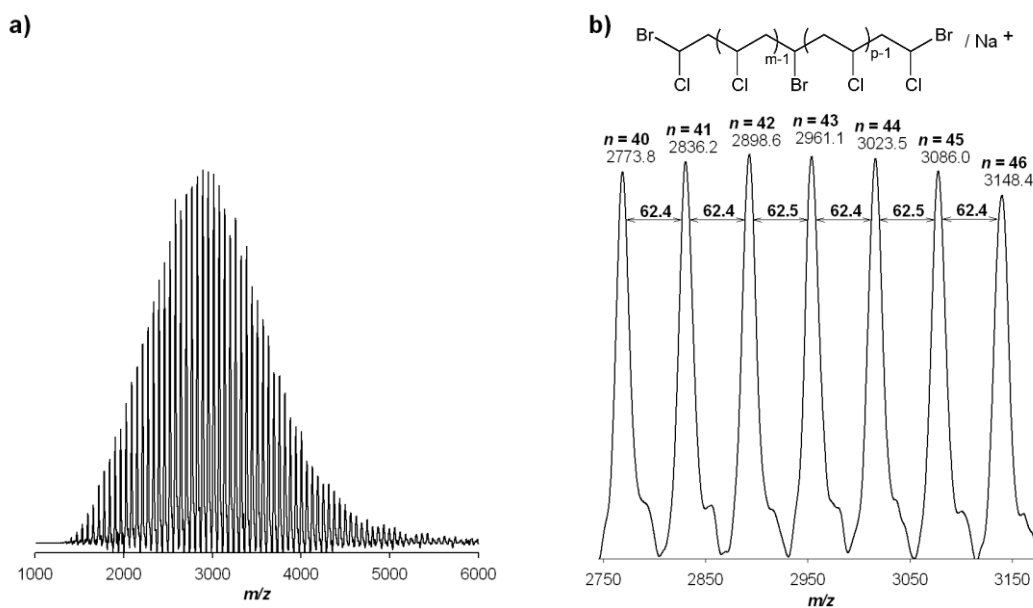 a)
1000 2000 3000 4000 5000 6000
m/z
b)
Br Br / Na +
m-1 p-1
Cl Cl Br Cl Cl
n = 40 n = 41 n = 42 n = 43 n = 44 n = 45 n = 46
2773.8 2836.2 2898.6 2961.1 3023.5 3086.0 3148.4
62.4 62.4 62.5 62.4 62.5 62.4
2750 2850 2950 3050 3150
m/z